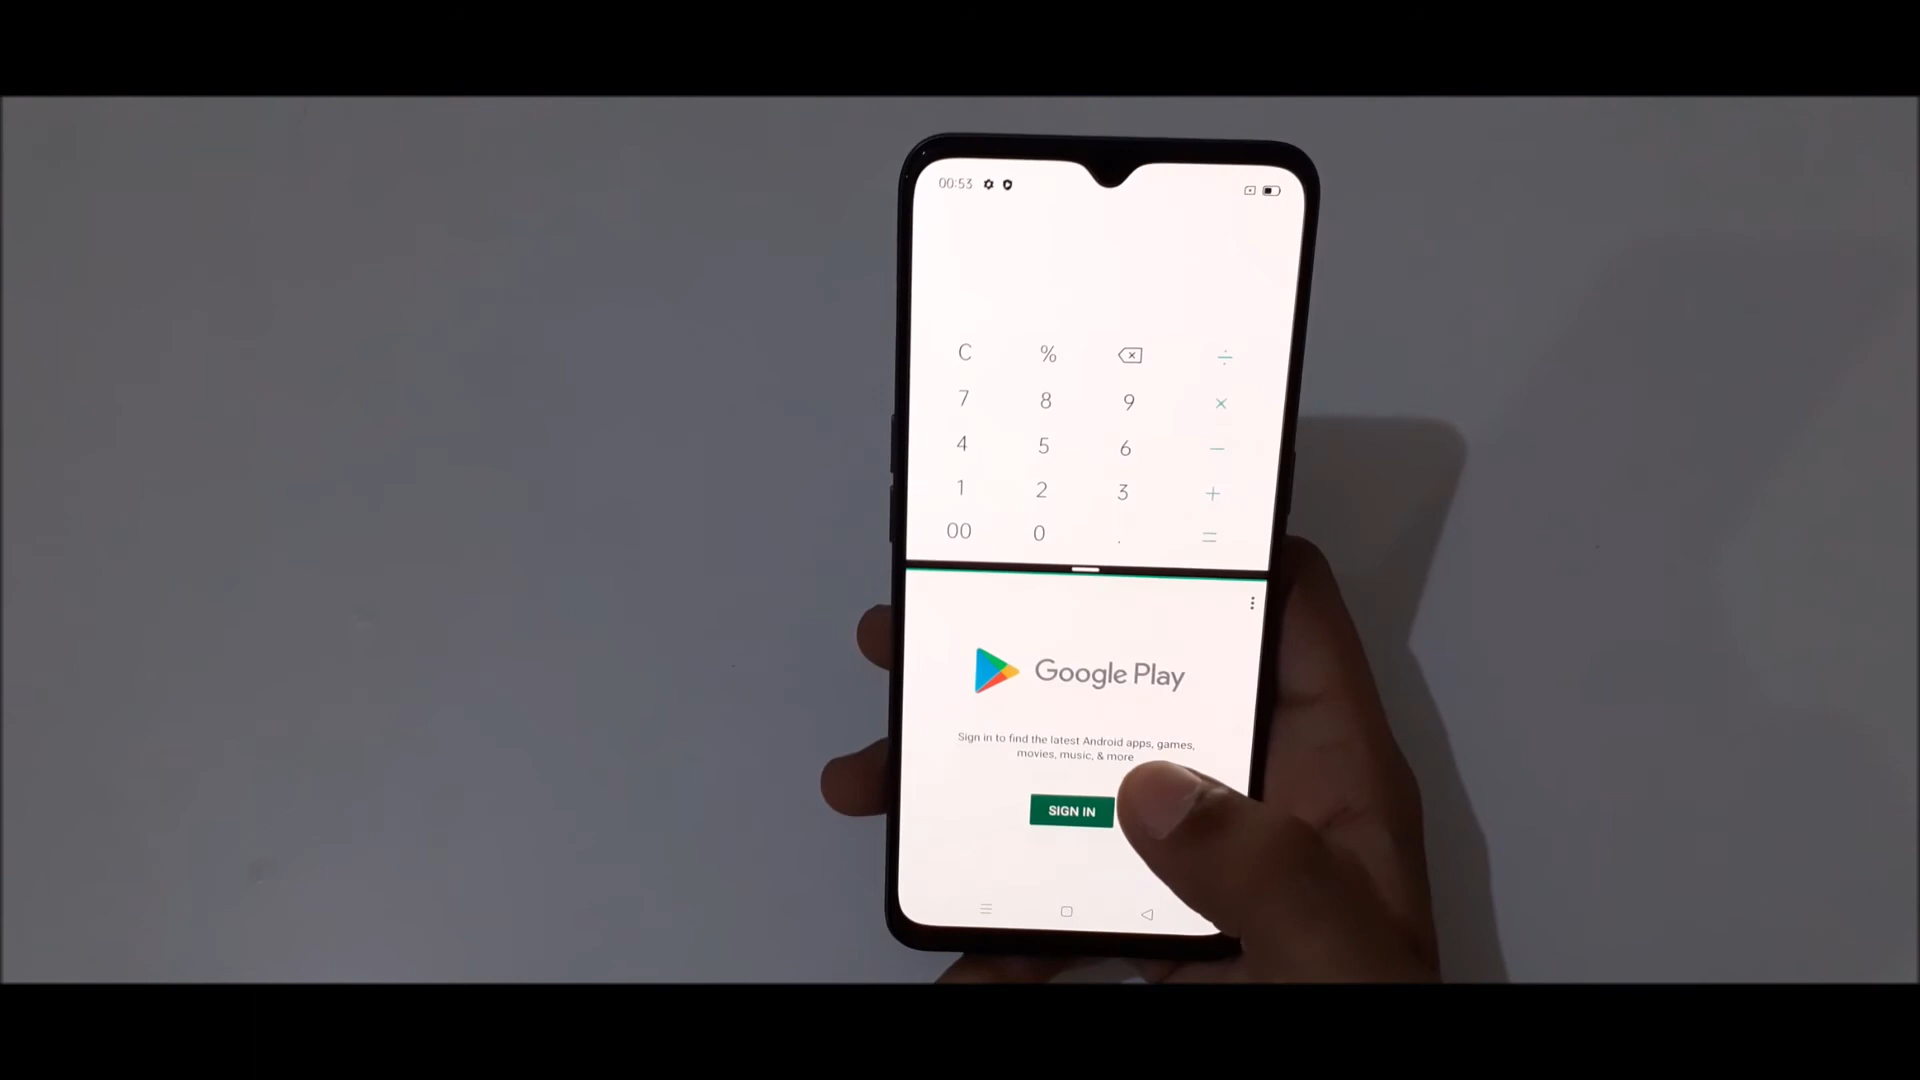 00:53
C % ÷
7 8 9 ×
4 5 6 −
1 2 3 +
00 0 . =
Google Play
Sign in to find the latest Android apps, games,
movies, music, & more
SIGN IN